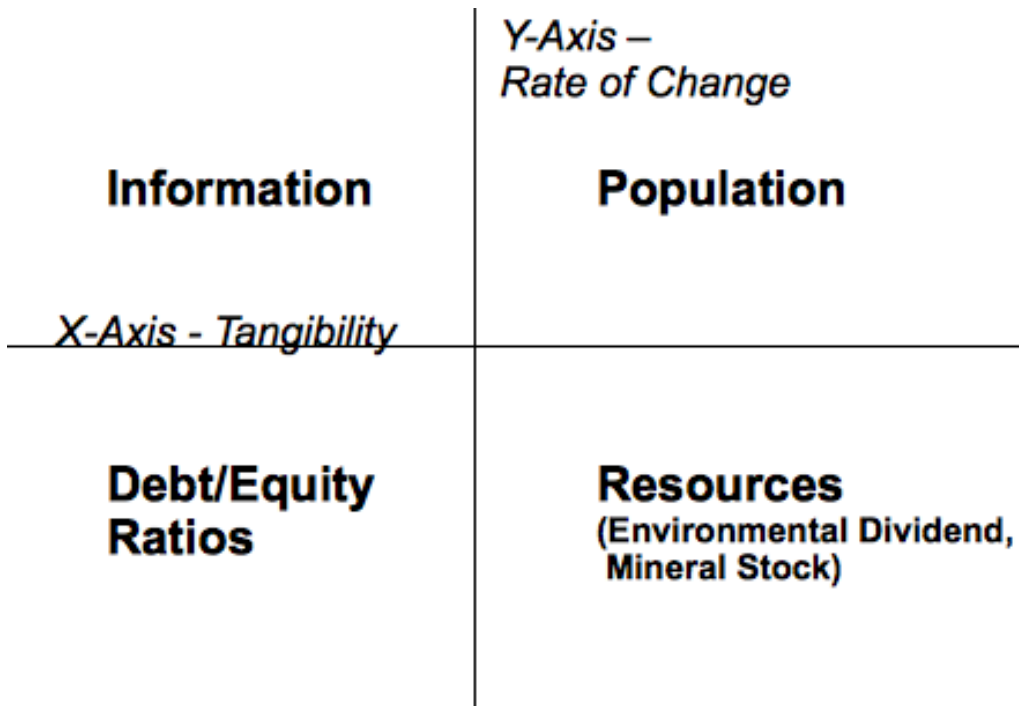 Y-Axis –
Rate of Change
Information
Population
X-Axis - Tangibility
Debt/Equity
Ratios
Resources
(Environmental Dividend,
Mineral Stock)